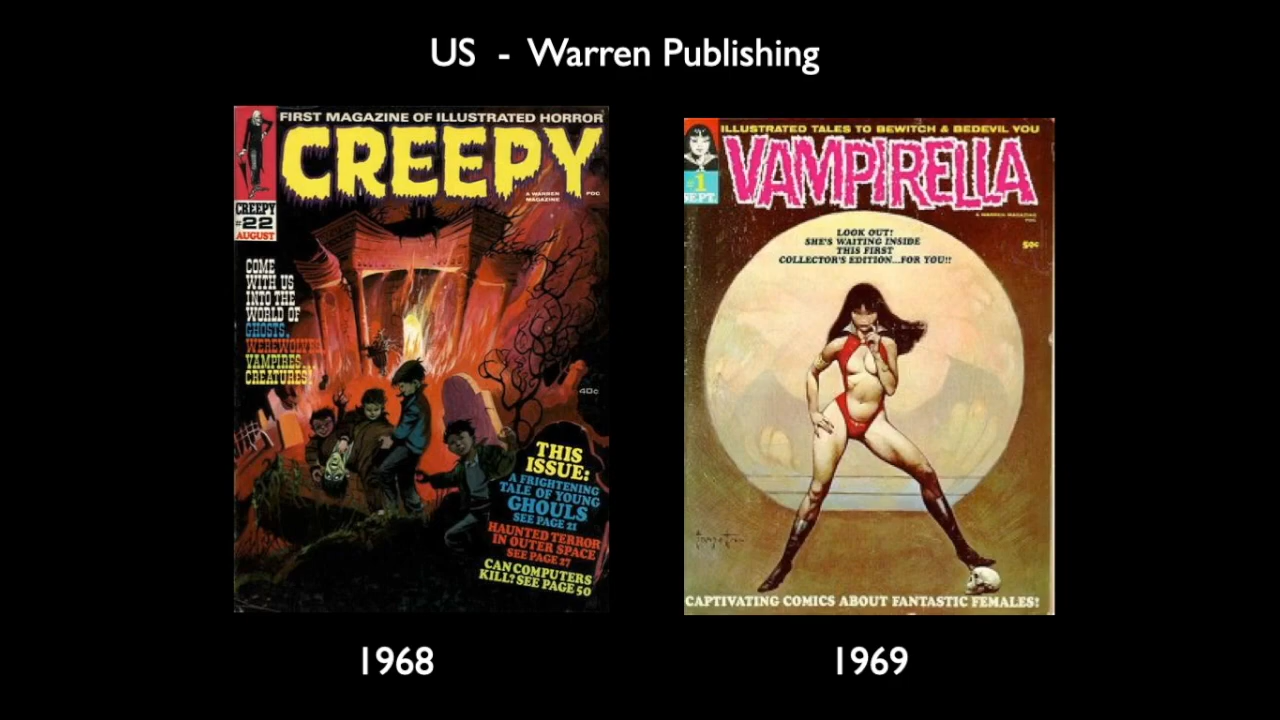 US - Warren Publishing
FIRST MAGAZINE OF ILLUSTRATED HORROR
CREEPY
A WARREN
MAGAZINE
PDC
CREEPY
#22
AUGUST
COME
WITH US
INTO THE
WORLD OF
GHOSTS,
WEREWOLVES,
VAMPIRES...
CREATURES!
40¢
THIS
ISSUE:
A FRIGHTENING
TALE OF YOUNG
GHOULS
SEE PAGE 21
HAUNTED TERROR
IN OUTER SPACE
SEE PAGE 27
CAN COMPUTERS
KILL? SEE PAGE 50
1968
ILLUSTRATED TALES TO BEWITCH & BEDEVIL YOU
VAMPIRELLA
#1
SEPT.
A WARREN MAGAZINE
PDC
50¢
LOOK OUT!
SHE'S WAITING INSIDE
THIS FIRST
COLLECTOR'S EDITION...FOR YOU!!
Frazetta
CAPTIVATING COMICS ABOUT FANTASTIC FEMALES!
1969